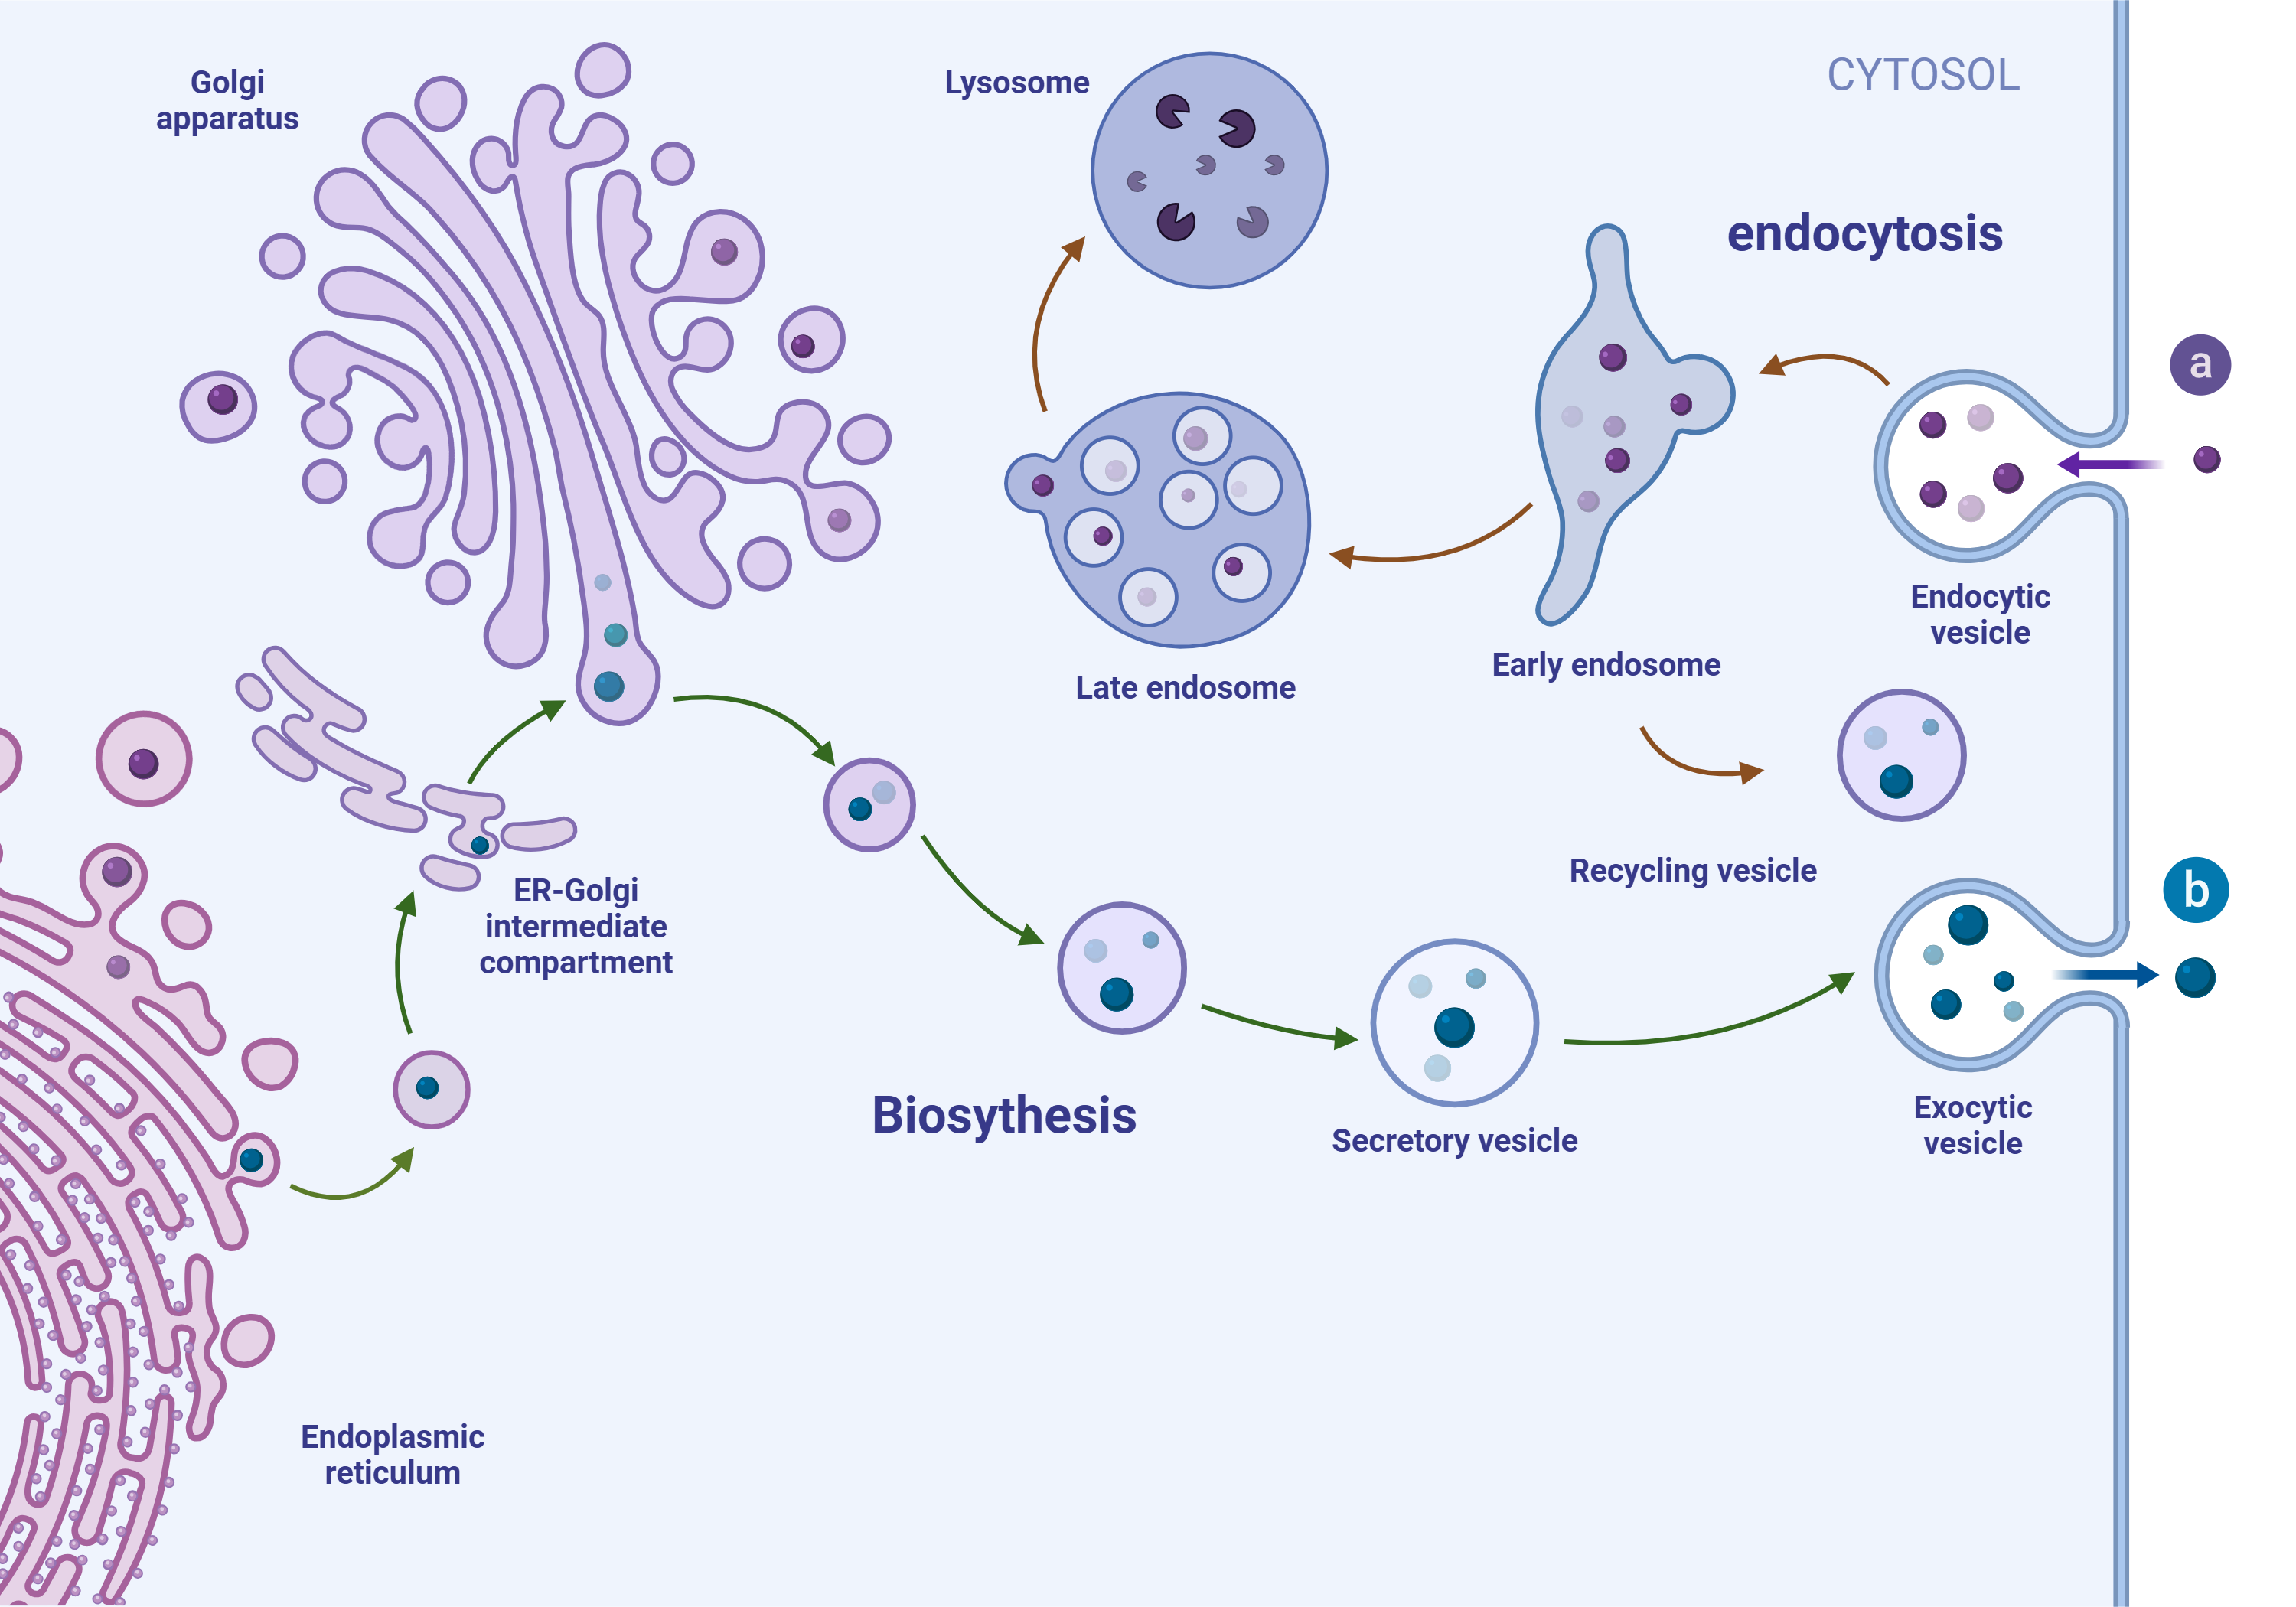 Golgi
apparatus
Lysosome
CYTOSOL
endocytosis
a
Endocytic
vesicle
Early endosome
Late endosome
Recycling vesicle
b
ER-Golgi
intermediate
compartment
Biosythesis
Secretory vesicle
Exocytic
vesicle
Endoplasmic
reticulum